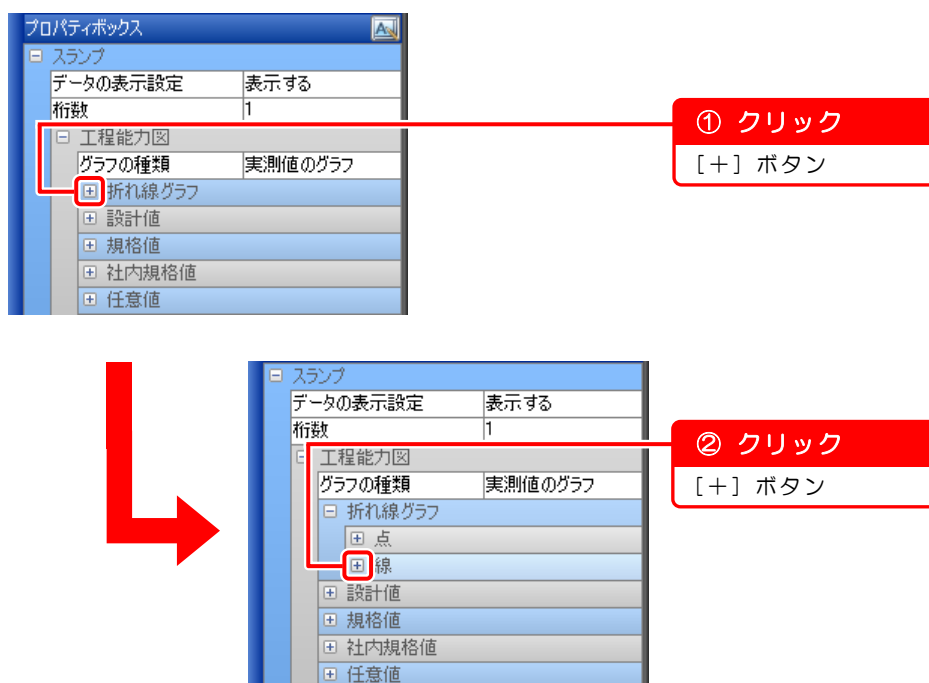 プロパティボックス
スランプ
データの表示設定 表示する
桁数 1
工程能力図
グラフの種類 実測値のグラフ
折れ線グラフ
設計値
規格値
社内規格値
任意値
① クリック
[＋] ボタン
スランプ
データの表示設定 表示する
桁数 1
工程能力図
グラフの種類 実測値のグラフ
折れ線グラフ
点
線
設計値
規格値
社内規格値
任意値
② クリック
[＋] ボタン